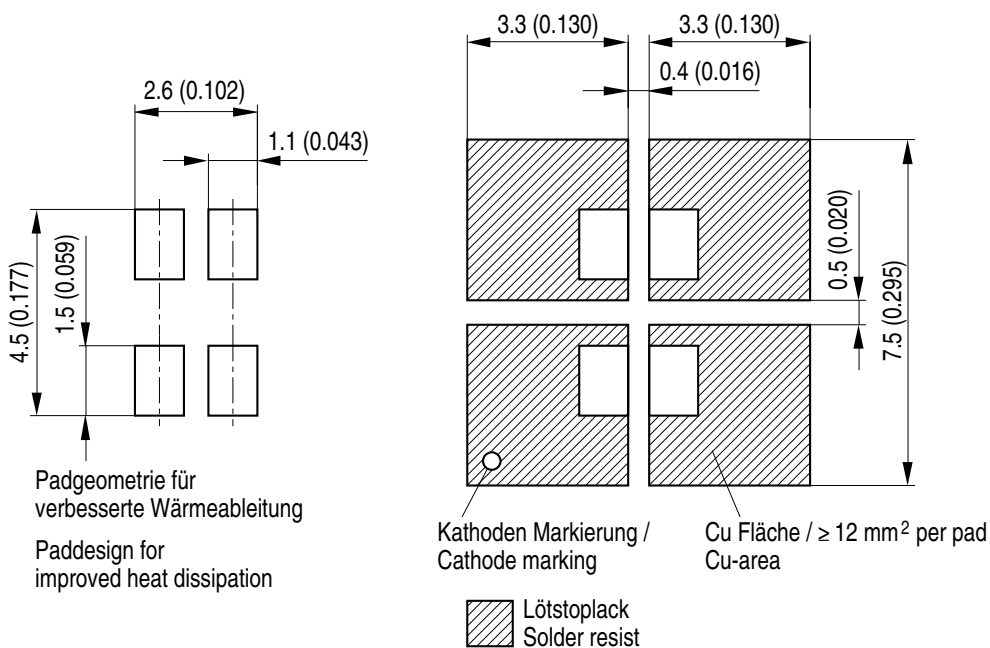 3.3 (0.130)
3.3 (0.130)
0.4 (0.016)
2.6 (0.102)
1.1 (0.043)
4.5 (0.177)
1.5 (0.059)
0.5 (0.020)
7.5 (0.295)
Padgeometrie für
verbesserte Wärmeableitung
Paddesign for
improved heat dissipation
Kathoden Markierung /
Cathode marking
Cu Fläche / ≥ 12 mm² per pad
Cu-area
Lötstoplack
Solder resist